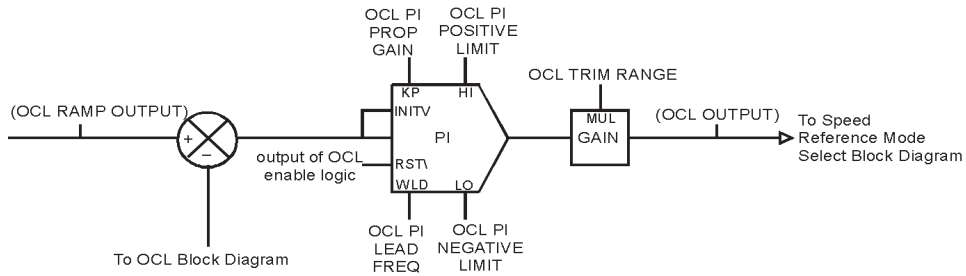 OCL PI
PROP
GAIN
OCL PI
POSITIVE
LIMIT
OCL TRIM RANGE
(OCL RAMP OUTPUT)
KP
HI
INITV
PI
MUL
GAIN
(OCL OUTPUT)
To Speed
Reference Mode
Select Block Diagram
+
−
output of OCL
enable logic
RST\
WLD
LO
To OCL Block Diagram
OCL PI
LEAD
FREQ
OCL PI
NEGATIVE
LIMIT